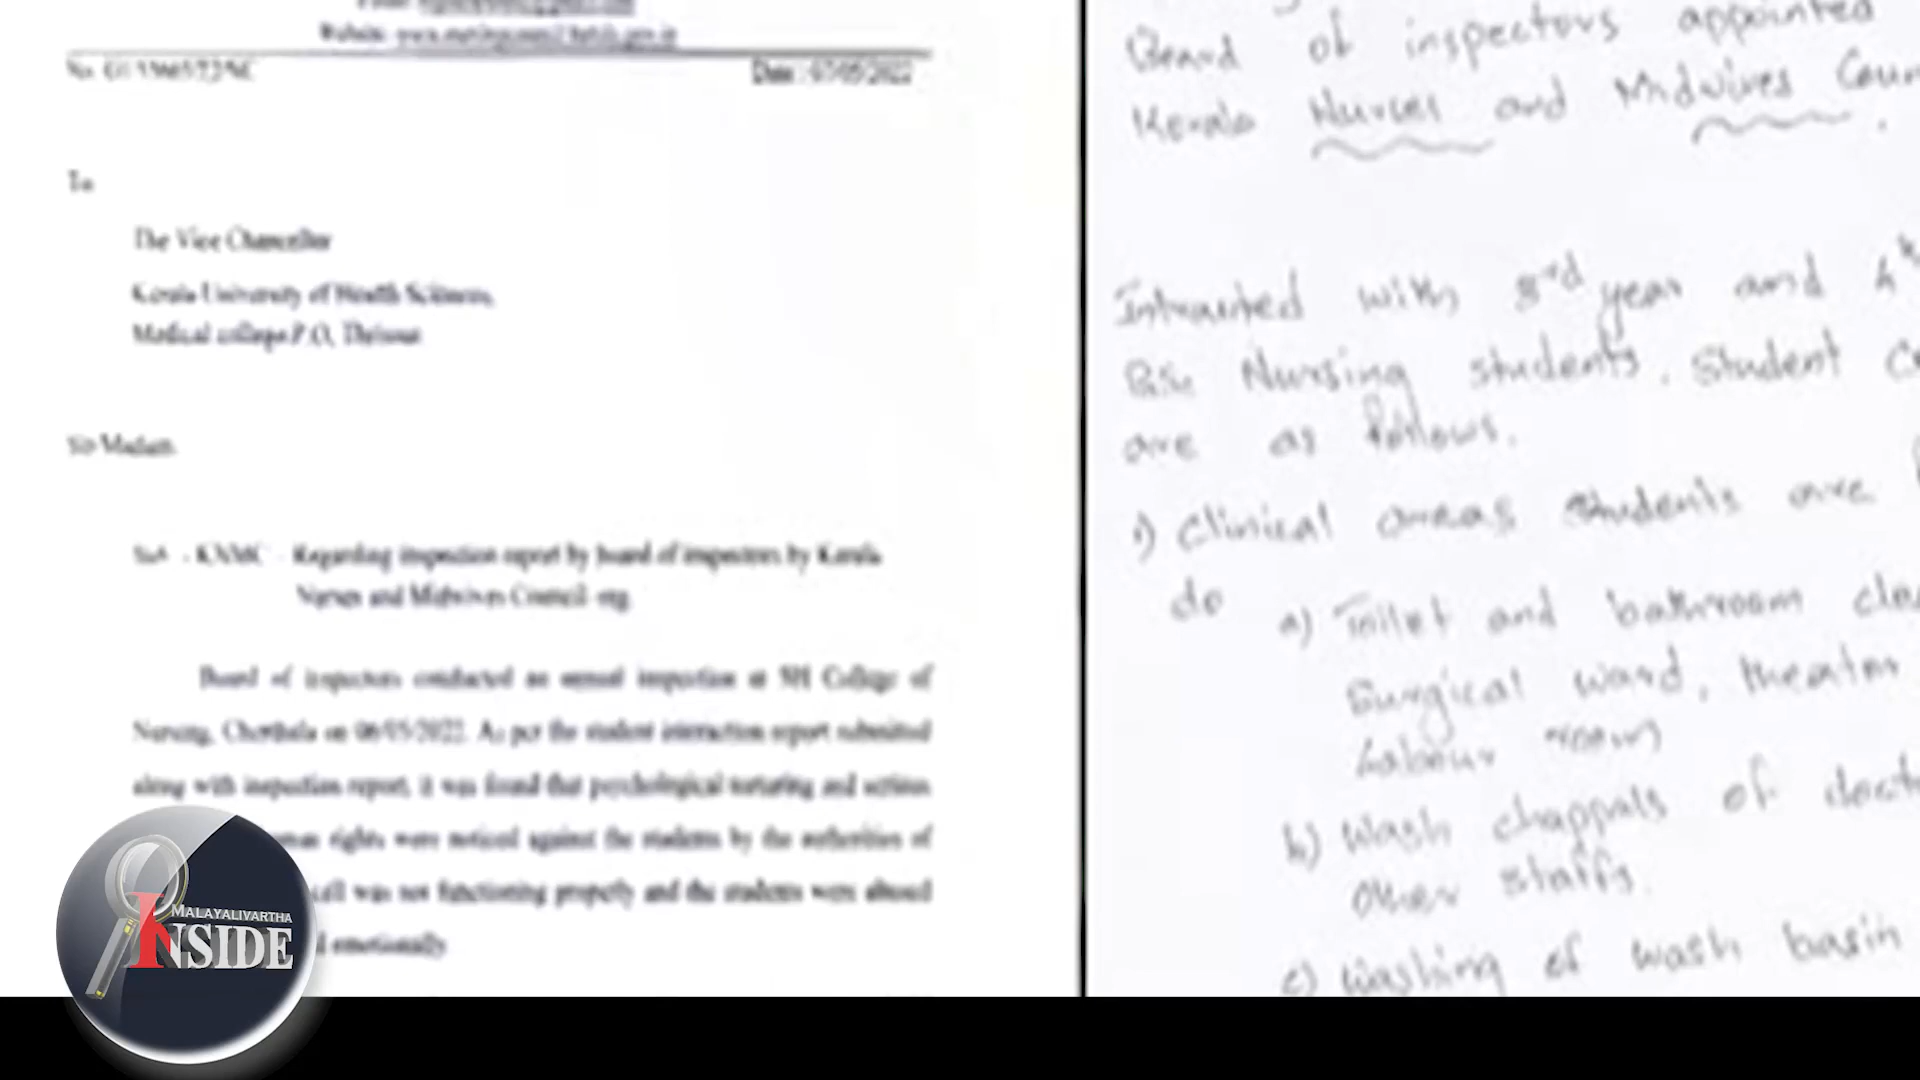 Date : 07/05/2022
To
The Vice Chancellor
Kerala University of Health Sciences,
Medical college P.O, Thrissur
Sir/Madam
Sub : - KNMC - Regarding inspection report by board of inspectors by Kerala
Nurses and Midwives Council -reg.
Board of inspectors conducted an annual inspection at SH College of
Nursing, Cherthala on 06/05/2022. As per the student interaction report submitted
along with inspection report, it was found that psychological torturing and serious
rights were noticed against the students by the authorities of
cell was not functioning properly and the students were abused
emotionally
Board of inspectors appointed
Kerala Nurses and Midwives
with 3rd year and 4th
BSc Nursing students. Student
are as follows.
1) Clinical areas students are
do
a) Toilet and bathroom
Surgical ward, theatre
Labour room
b) Wash chappals of
other staffs.
c) Washing of wash basin
MALAYALIVARTHA
INSIDE